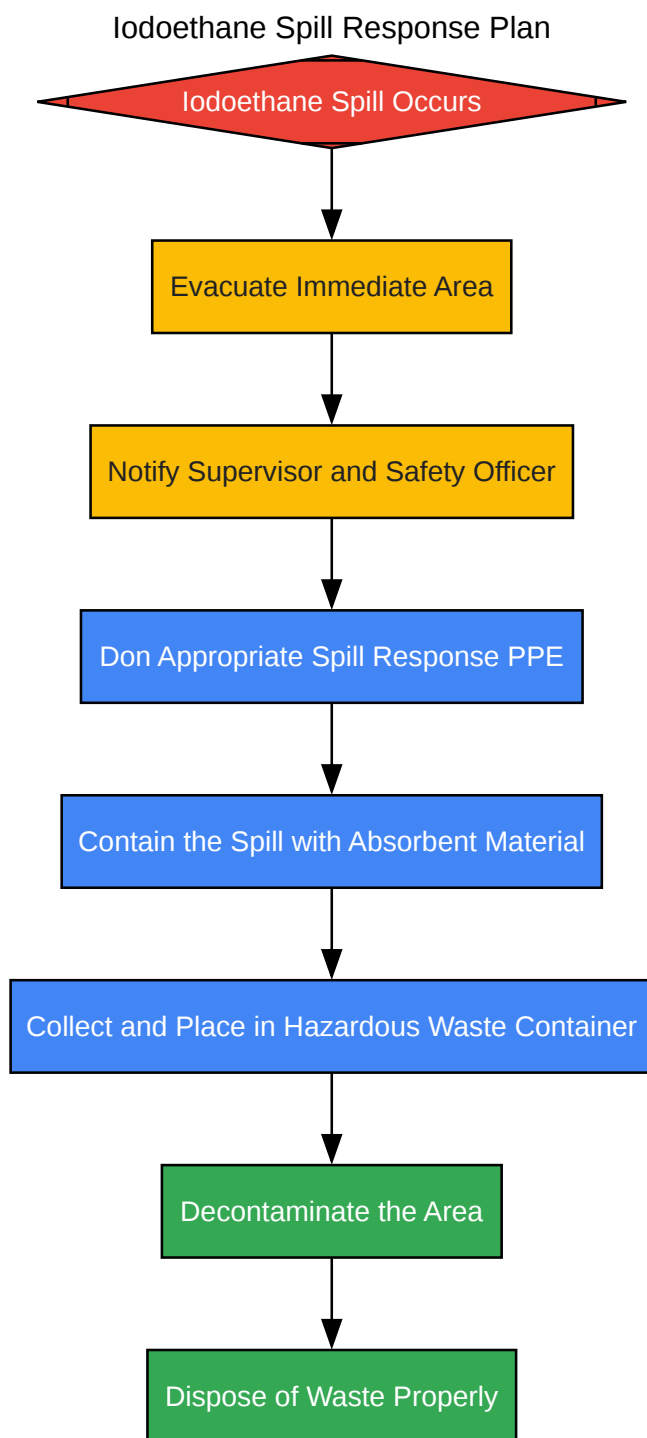 Iodoethane Spill Response Plan
Iodoethane Spill Occurs
Evacuate Immediate Area
Notify Supervisor and Safety Officer
Don Appropriate Spill Response PPE
Contain the Spill with Absorbent Material
Collect and Place in Hazardous Waste Container
Decontaminate the Area
Dispose of Waste Properly